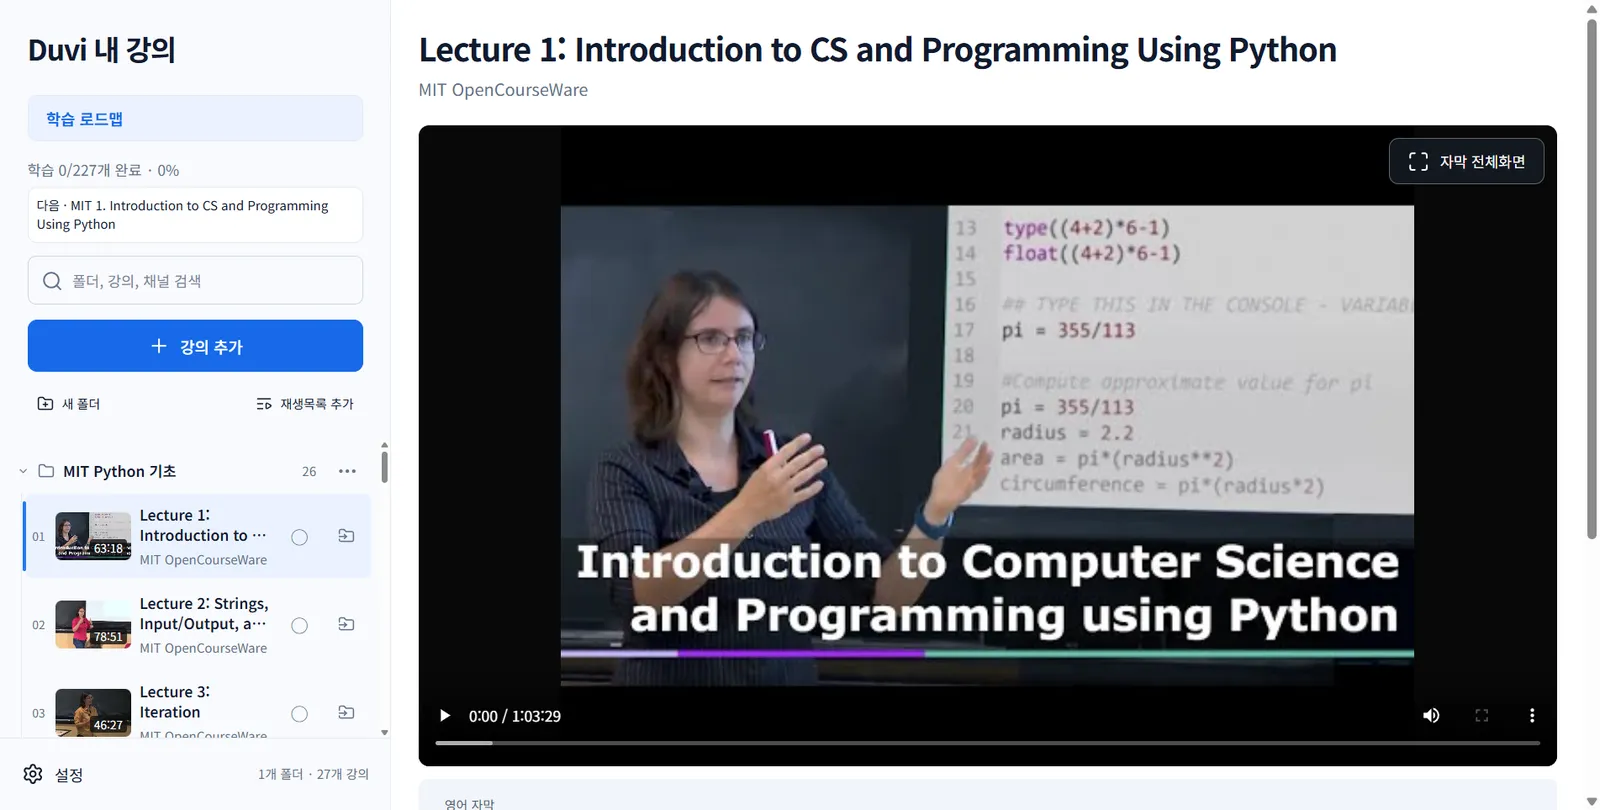 Duvi 내 강의
학습 로드맵
학습 0/227개 완료 · 0%
다음 · MIT 1. Introduction to CS and Programming
Using Python
폴더, 강의, 채널 검색
강의 추가
새 폴더
재생목록 추가
MIT Python 기초
26
01
63:18
Lecture 1:
Introduction to ···
MIT OpenCourseWare
02
78:51
Lecture 2: Strings,
Input/Output, a···
MIT OpenCourseWare
03
46:27
Lecture 3:
Iteration
MIT OpenCourseWare
설정
1개 폴더 · 27개 강의
Lecture 1: Introduction to CS and Programming Using Python
MIT OpenCourseWare
자막 전체화면
13 type((4+2)*6-1)
14 float((4+2)*6-1)
15
16 ## TYPE THIS IN THE CONSOLE - VARIABL
17 pi = 355/113
18
19 #Compute approximate value for pi
20 pi = 355/113
21 radius = 2.2
area = pi*(radius**2)
circumference = pi*(radius*2)
Introduction to Computer Science
and Programming using Python
0:00 / 1:03:29
영어 자막